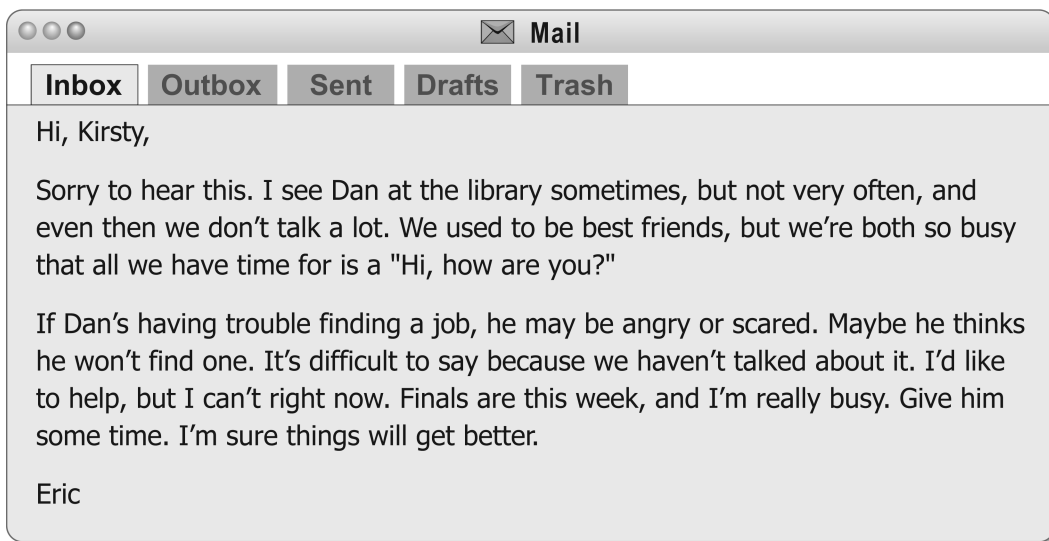 Mail
Inbox Outbox Sent Drafts Trash
Hi, Kirsty,
Sorry to hear this. I see Dan at the library sometimes, but not very often, and
even then we don’t talk a lot. We used to be best friends, but we’re both so busy
that all we have time for is a "Hi, how are you?"
If Dan’s having trouble finding a job, he may be angry or scared. Maybe he thinks
he won’t find one. It’s difficult to say because we haven’t talked about it. I’d like
to help, but I can’t right now. Finals are this week, and I’m really busy. Give him
some time. I’m sure things will get better.
Eric